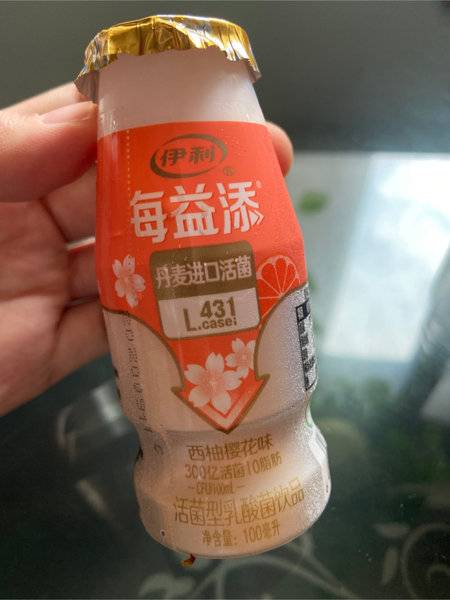 伊利®
每益添
丹麦进口活菌
431
L.casei
西柚樱花味
300亿活菌 | 0脂肪
—CFU/100mL—
活菌型乳酸菌饮品
净含量：100毫升